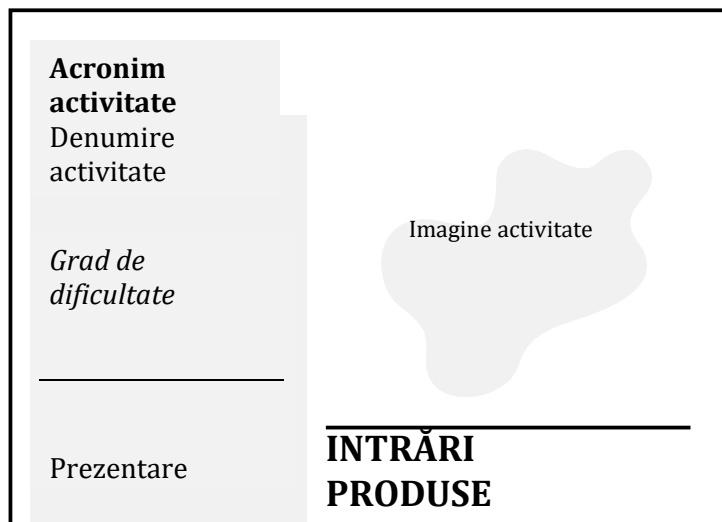 Acronim
activitate
Denumire
activitate
Grad de
dificultate
Prezentare
Imagine activitate
INTRĂRI
PRODUSE